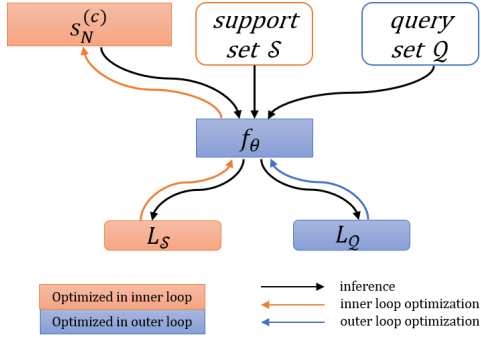 s_N^(c)
support
set 𝒮
query
set 𝒬
f_θ
L_𝒮
L_𝒬
Optimized in inner loop
Optimized in outer loop
inference
inner loop optimization
outer loop optimization